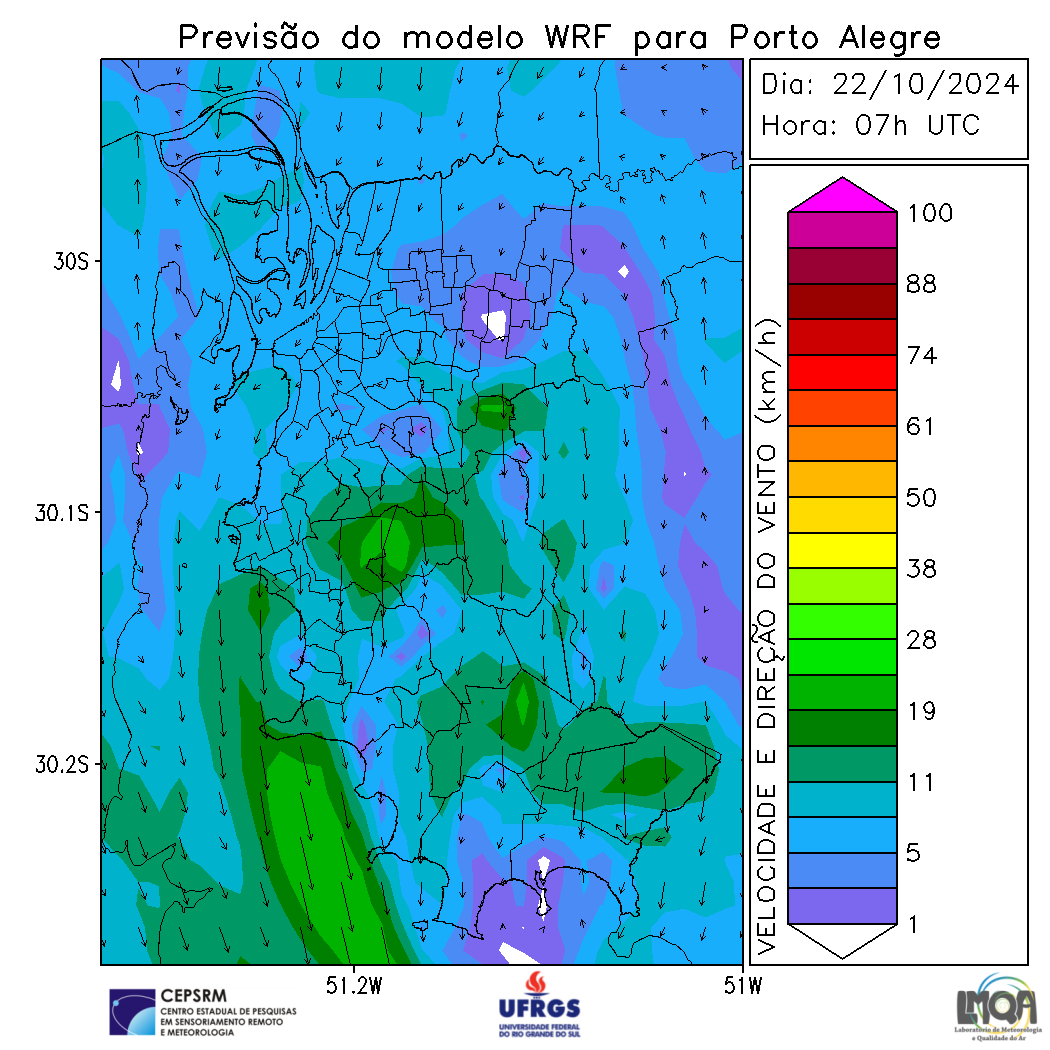 Previsão do modelo WRF para Porto Alegre
Dia: 22/10/2024
Hora: 07h UTC
30S
30.1S
30.2S
51.2W
51W
VELOCIDADE E DIREÇÃO DO VENTO (km/h)
100
88
74
61
50
38
28
19
11
5
1
CEPSRM
CENTRO ESTADUAL DE PESQUISAS
EM SENSORIAMENTO REMOTO
E METEOROLOGIA
UFRGS
UNIVERSIDADE FEDERAL
DO RIO GRANDE DO SUL
LMQA
Laboratório de Meteorologia
e Qualidade do Ar